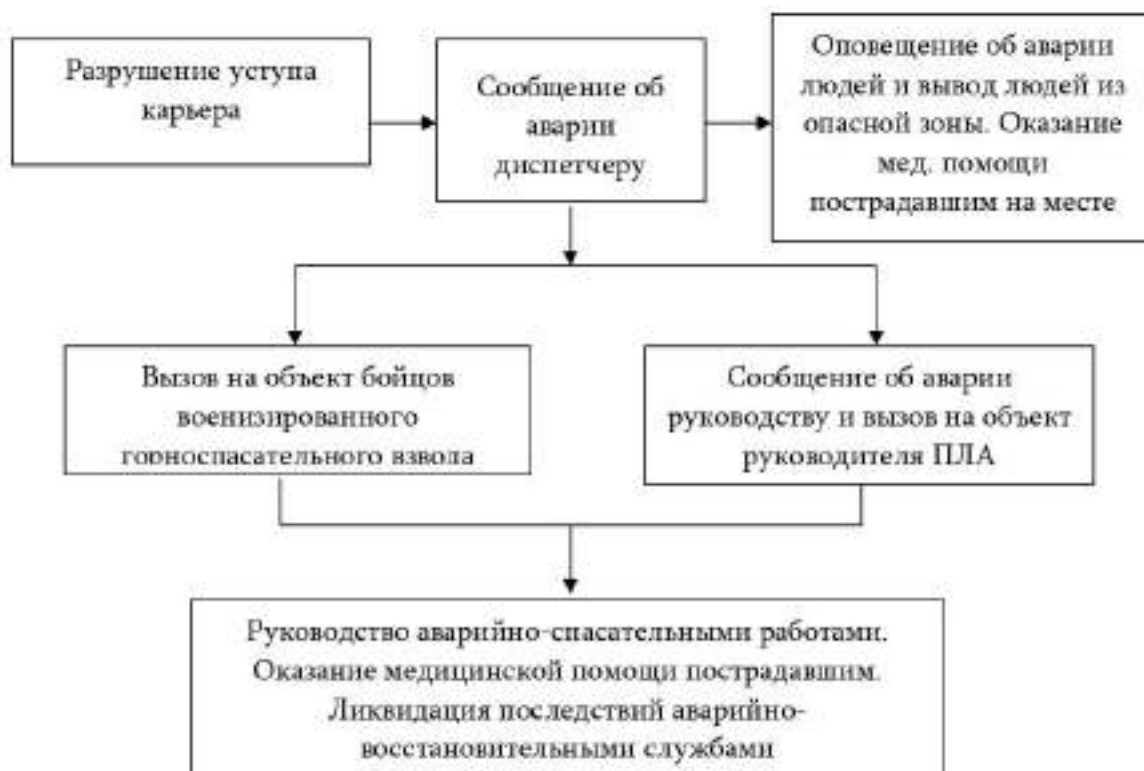 Разрушение уступа
карьера
Сообщение об
аварии
диспетчеру
Оповещение об аварии
людей и вывод людей из
опасной зоны. Оказание
мед. помощи
пострадавшим на месте
Вызов на объект бойцов
военизированного
горноспасательного взвода
Сообщение об аварии
руководству и вызов на объект
руководителя ПЛА
Руководство аварийно-спасательными работами.
Оказание медицинской помощи пострадавшим.
Ликвидация последствий аварийно-
восстановительными службами